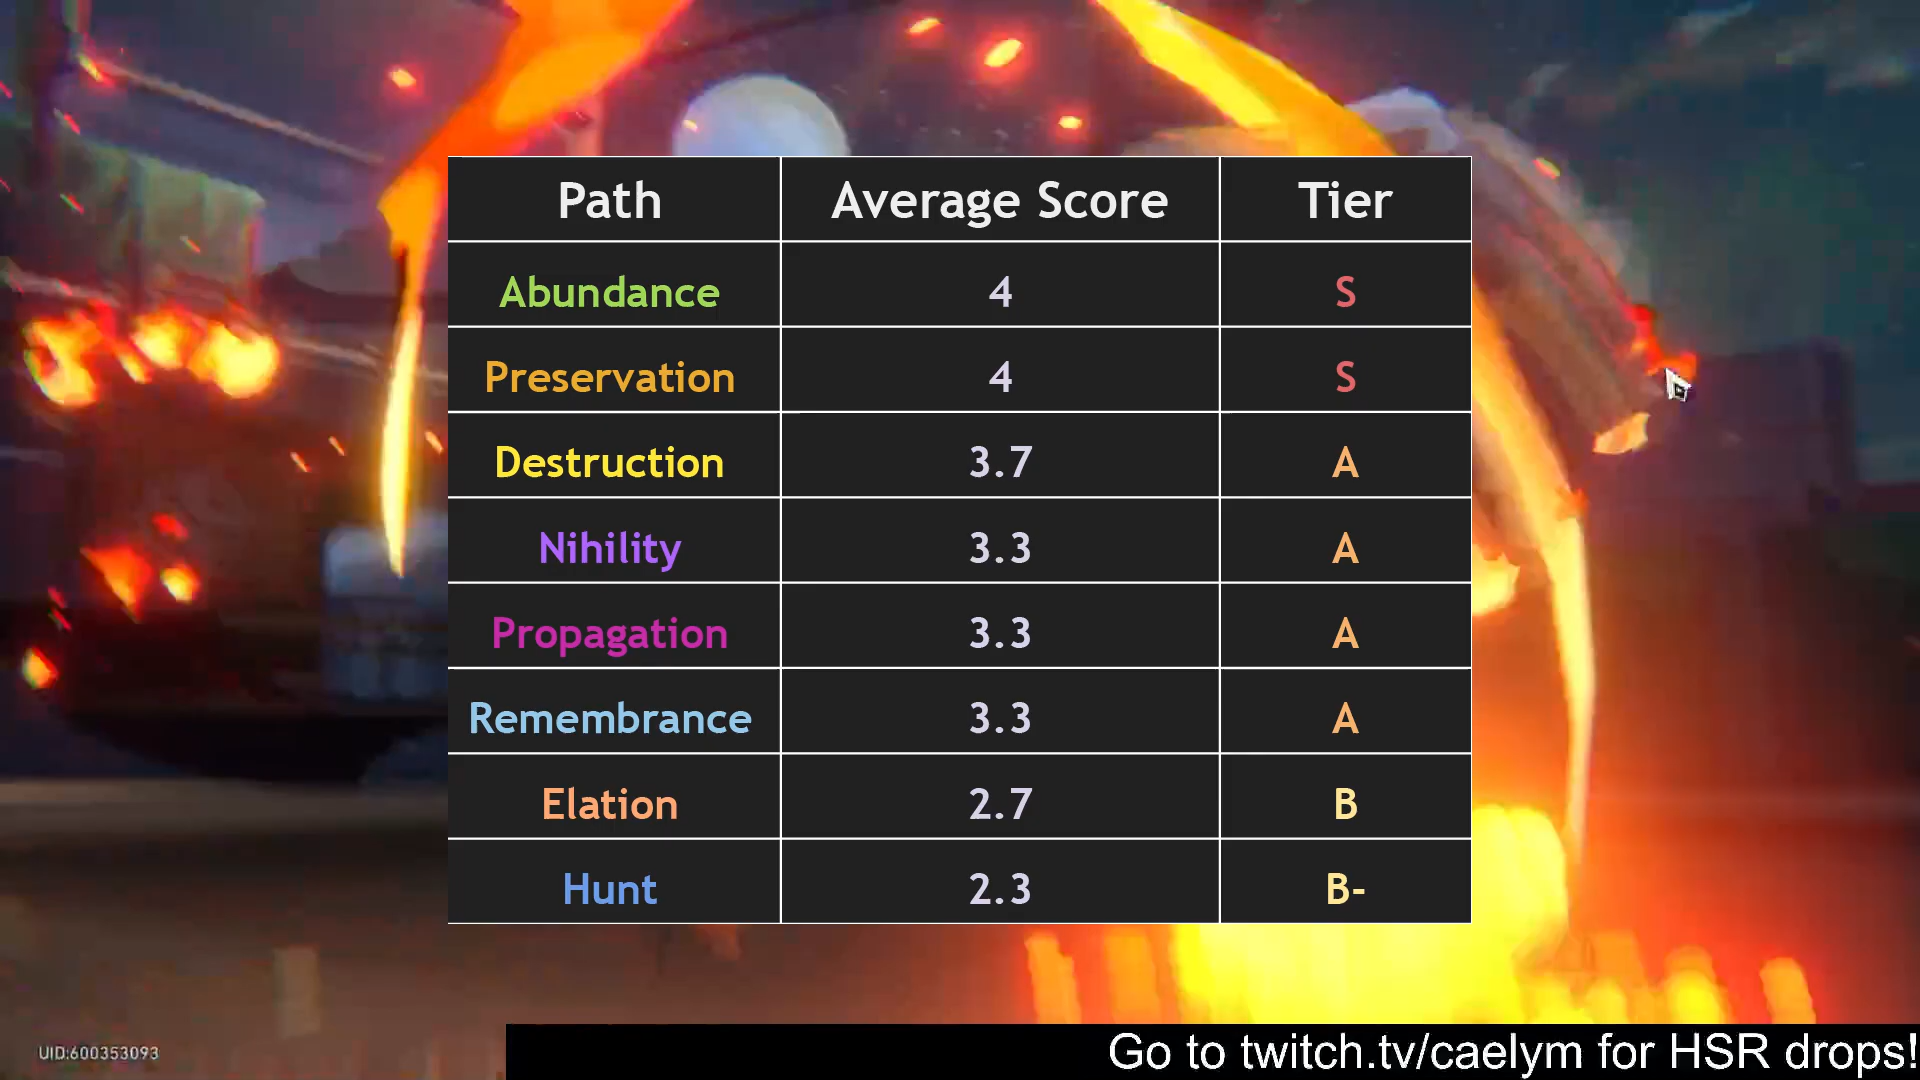 Path Average Score Tier
Abundance 4 S
Preservation 4 S
Destruction 3.7 A
Nihility 3.3 A
Propagation 3.3 A
Remembrance 3.3 A
Elation 2.7 B
Hunt 2.3 B-
UID:600353093
Go to twitch.tv/caelym for HSR drops!